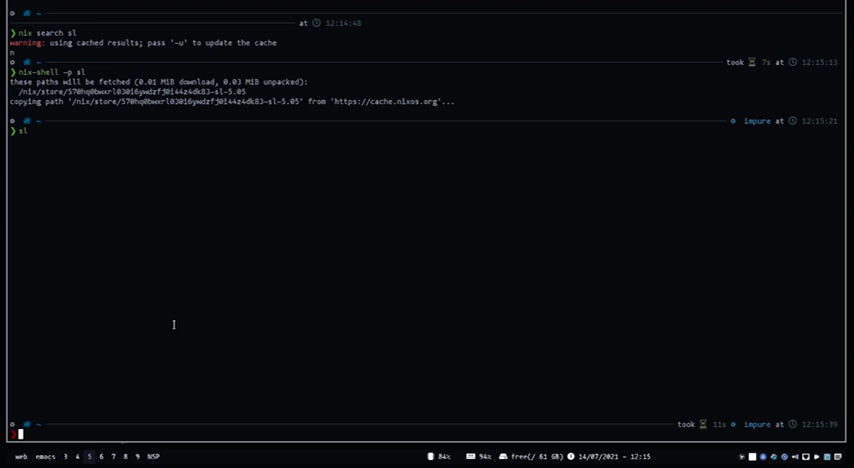 at 12:14:48
❯ nix search sl
warning: using cached results; pass '-u' to update the cache
n
took 7s at 12:15:13
❯ nix-shell -p sl
these paths will be fetched (0.01 MiB download, 0.03 MiB unpacked):
/nix/store/570hq0bwxrl03016ywdzfj0144z4dk83-sl-5.05
copying path '/nix/store/570hq0bwxrl03016ywdzfj0144z4dk83-sl-5.05' from 'https://cache.nixos.org'...
~ impure at 12:15:21
❯ sl
~ took 11s impure at 12:15:39
❯
web emacs 3 4 5 6 7 8 9 NSP 84% 94% free(/ 61 GB) 14/07/2021 - 12:15